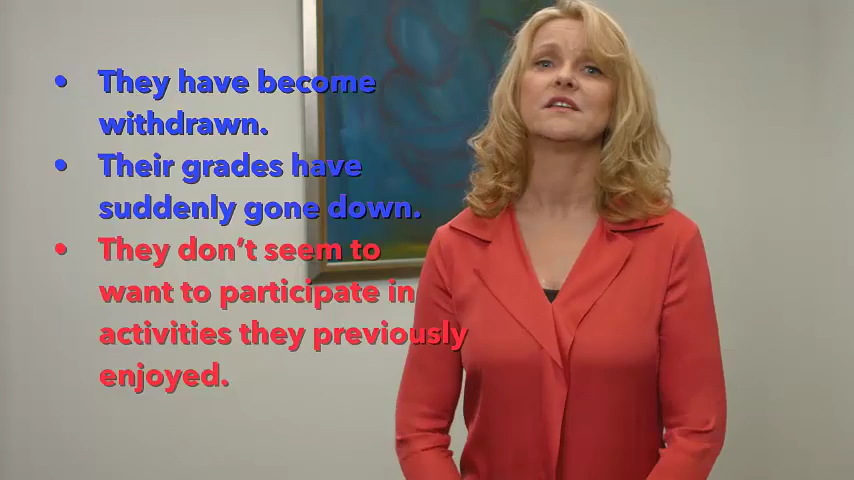 • They have become
withdrawn.
• Their grades have
suddenly gone down.
• They don't seem to
want to participate in
activities they previously
enjoyed.